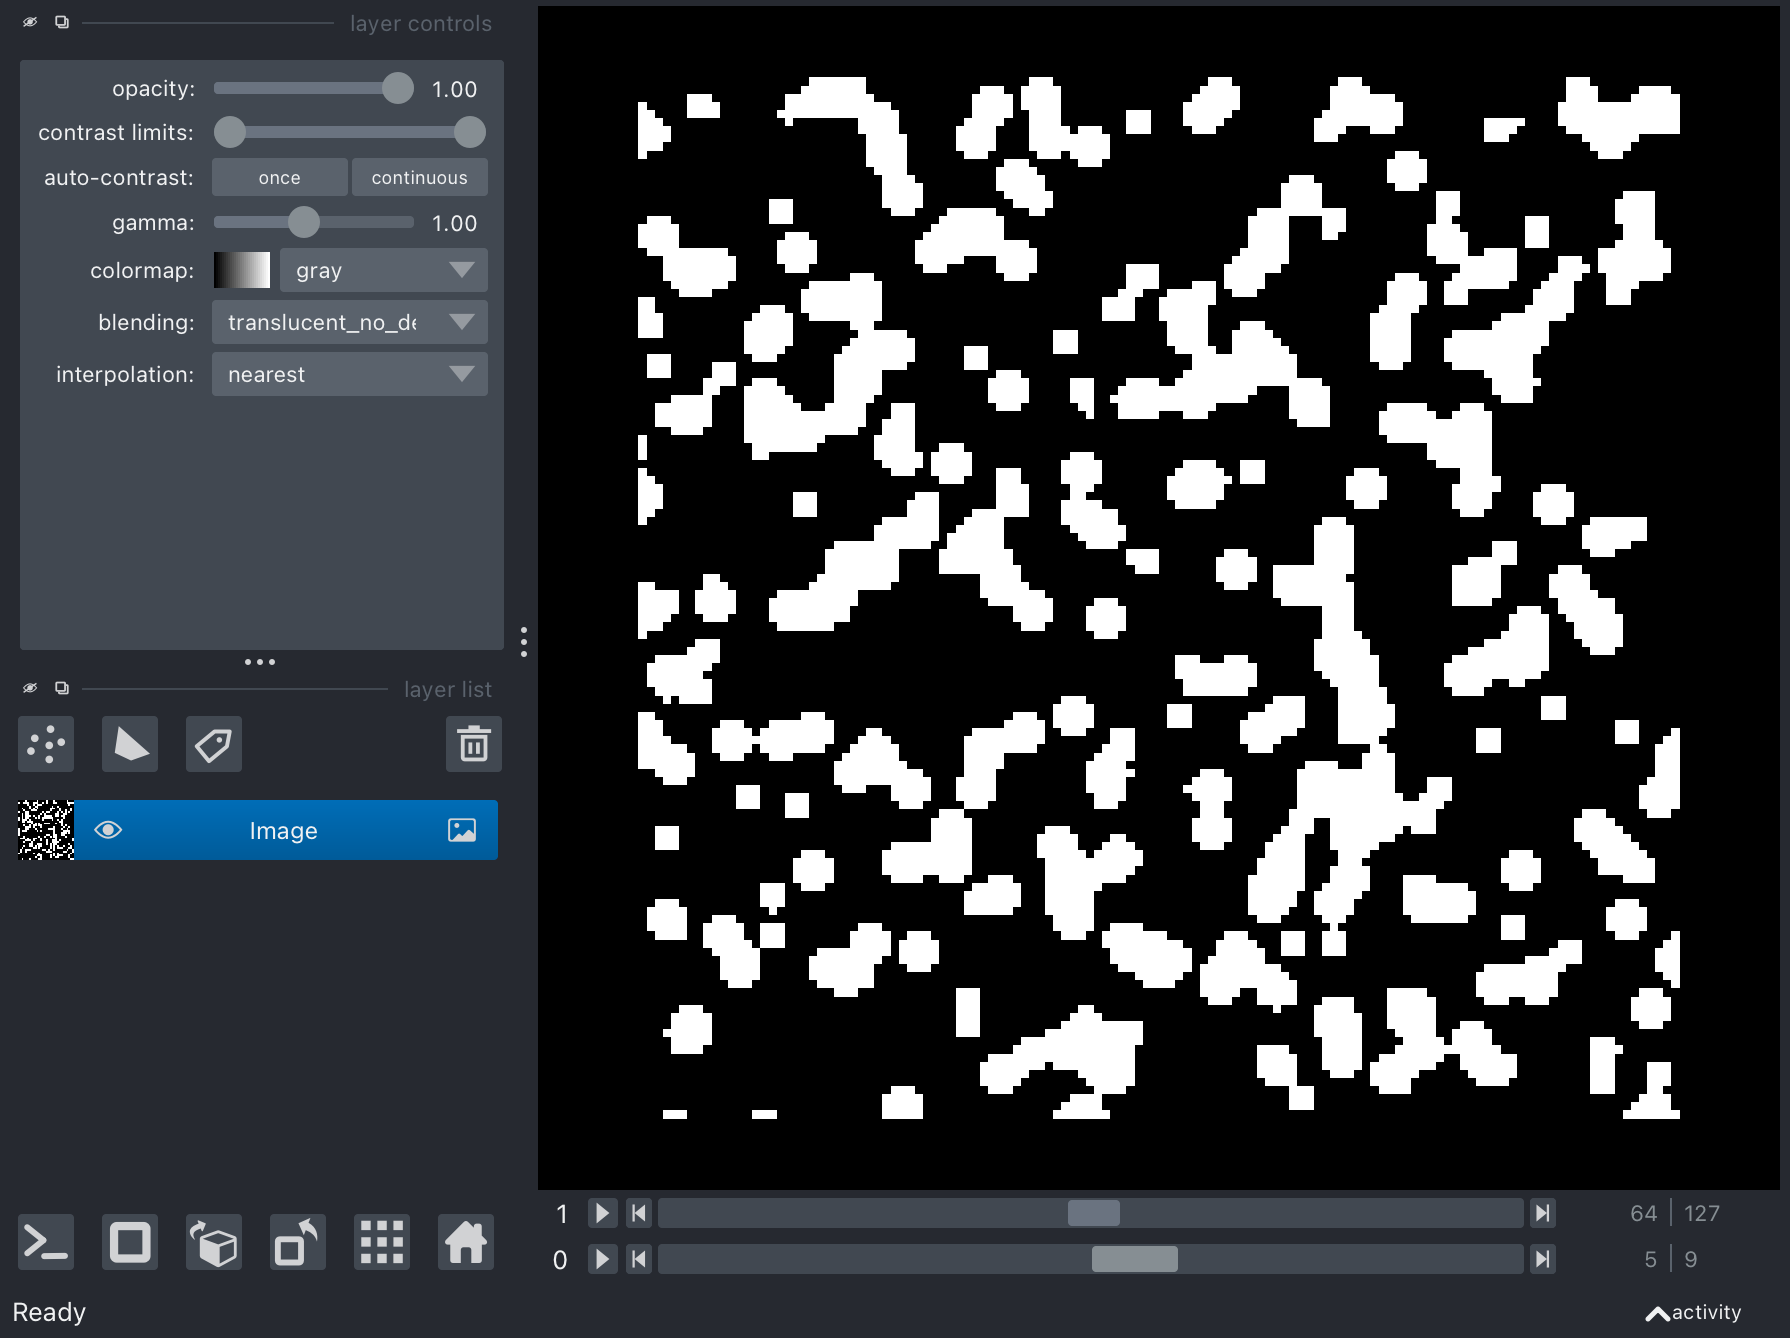 layer controls
opacity: 1.00
contrast limits:
auto-contrast: once continuous
gamma: 1.00
colormap: gray
blending: translucent_no_de
interpolation: nearest
layer list
Image
1 64 127
0 5 9
Ready activity